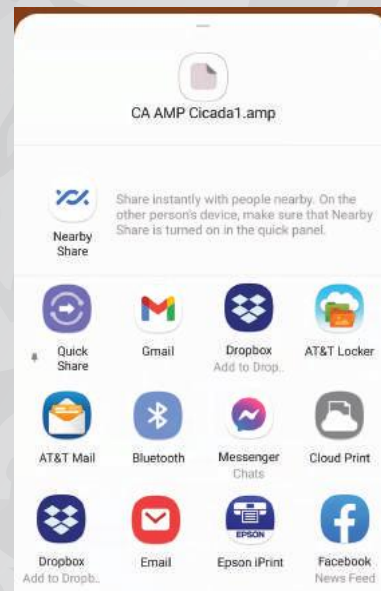 CA AMP Cicada1.amp
Share instantly with people nearby. On the
other person's device, make sure that Nearby
Share is turned on in the quick panel.
Nearby
Share
Quick
Share
Gmail
Dropbox
Add to Drop..
AT&T Locker
AT&T Mail
Bluetooth
Messenger
Chats
Cloud Print
EPSON
Dropbox
Add to Dropb..
Email
Epson iPrint
Facebook
News Feed